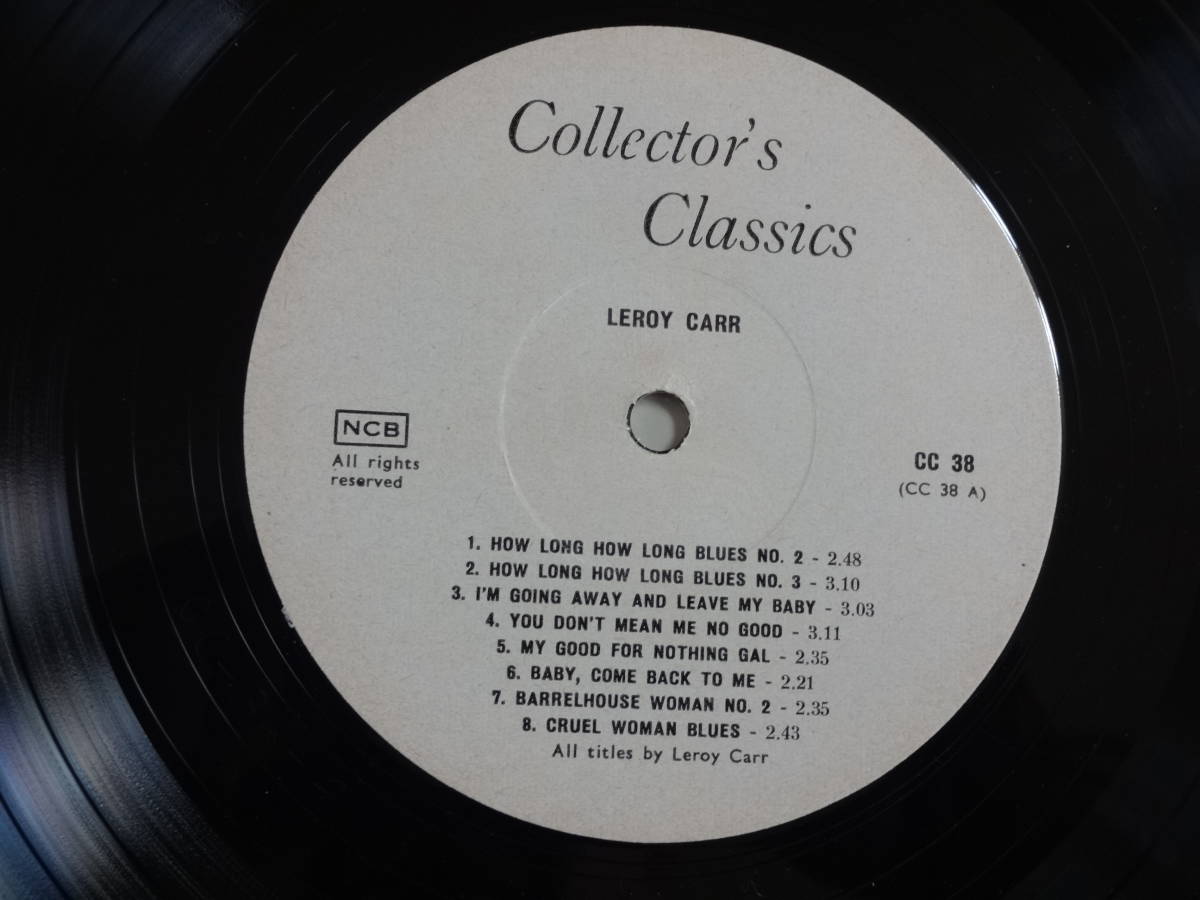 Collector's
Classics
LEROY CARR
NCB
All rights
reserved
CC 38
(CC 38 A)
1. HOW LONG HOW LONG BLUES NO. 2 - 2.48
2. HOW LONG HOW LONG BLUES NO. 3 - 3.10
3. I'M GOING AWAY AND LEAVE MY BABY - 3.03
4. YOU DON'T MEAN ME NO GOOD - 3.11
5. MY GOOD FOR NOTHING GAL - 2.35
6. BABY, COME BACK TO ME - 2.21
7. BARRELHOUSE WOMAN NO. 2 - 2.35
8. CRUEL WOMAN BLUES - 2.43
All titles by Leroy Carr